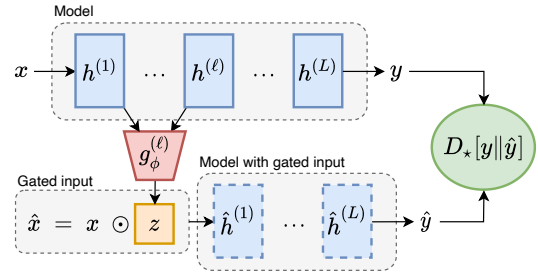 Model
x h^{(1)} ... h^{(ℓ)} ... h^{(L)} y
g_ϕ^{(ℓ)}
D_⋆[y∥ŷ]
Model with gated input
Gated input
x̂ = x ⊙ z ĥ^{(1)} ... ĥ^{(L)} ŷ